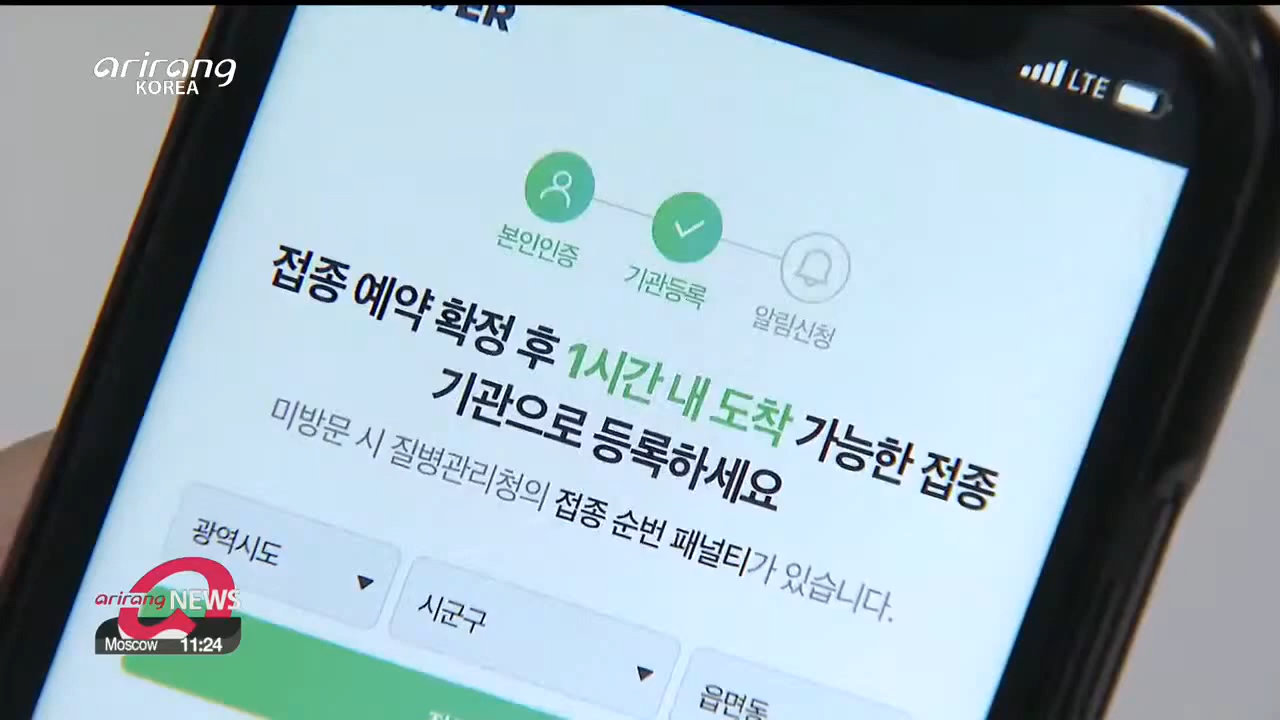 arirang
KOREA
LTE
본인인증
기관등록
알림신청
접종 예약 확정 후 1시간 내 도착 가능한 접종
기관으로 등록하세요
미방문 시 질병관리청의 접종 순번 패널티가 있습니다.
광역시도
시군구
읍면동
arirang NEWS
Moscow 11:24